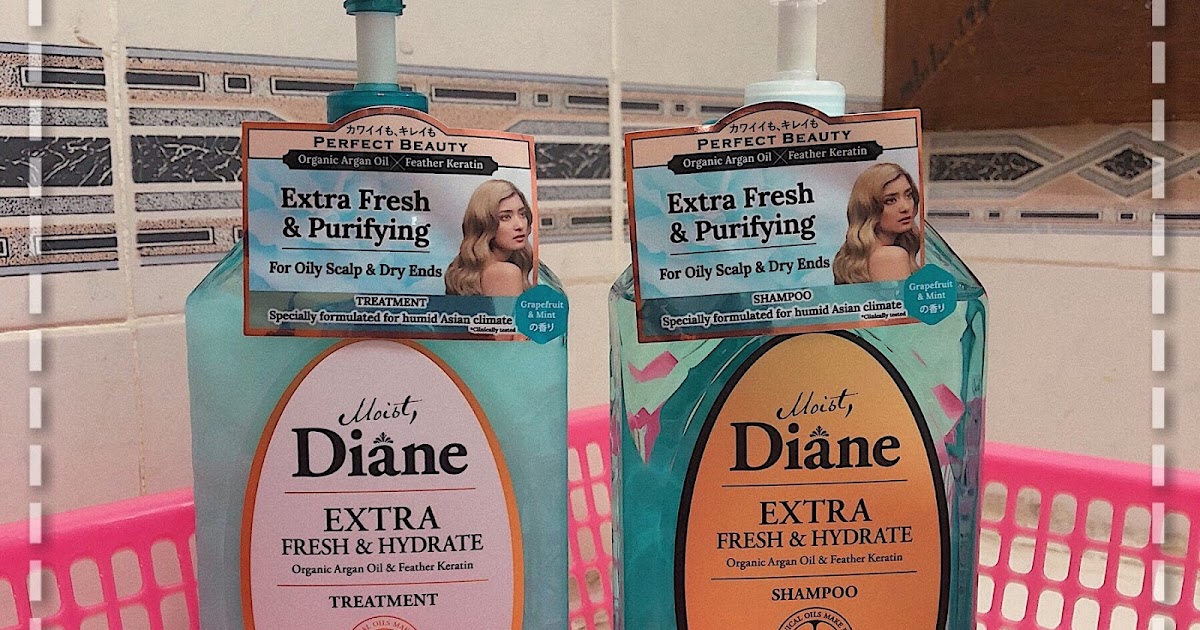 カワイイも、キレイも
PERFECT BEAUTY
Organic Argan Oil × Feather Keratin
Extra Fresh
& Purifying
For Oily Scalp & Dry Ends
TREATMENT
Specially formulated for humid Asian climate
*Clinically tested
Grapefruit
& Mint
の香り
Moist,
Diane
EXTRA
FRESH & HYDRATE
Organic Argan Oil & Feather Keratin
TREATMENT
カワイイも、キレイも
PERFECT BEAUTY
Organic Argan Oil × Feather Keratin
Extra Fresh
& Purifying
For Oily Scalp & Dry Ends
SHAMPOO
Specially formulated for humid Asian climate
*Clinically tested
Grapefruit
& Mint
の香り
Moist,
Diane
EXTRA
FRESH & HYDRATE
Organic Argan Oil & Feather Keratin
SHAMPOO
OILS MAKE